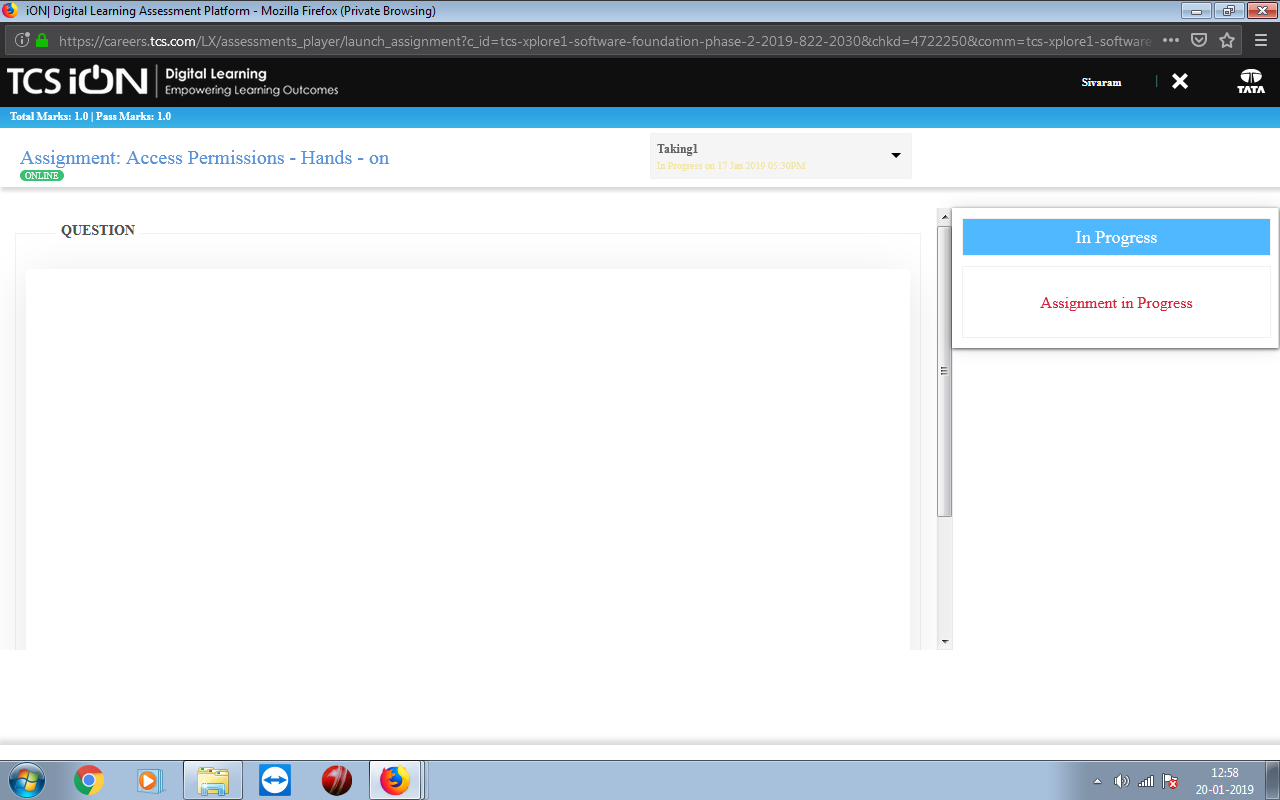 iON| Digital Learning Assessment Platform - Mozilla Firefox (Private Browsing)
https://careers.tcs.com/LX/assessments_player/launch_assignment?c_id=tcs-xplore1-software-foundation-phase-2-2019-822-2030&chkd=4722250&comm=tcs-xplore1-software
TCS iON | Digital Learning
Empowering Learning Outcomes
Sivaram
TATA
Total Marks: 1.0 | Pass Marks: 1.0
Assignment: Access Permissions - Hands - on
ONLINE
Taking1
In Progress on 17 Jan 2019 05:30PM
QUESTION
In Progress
Assignment in Progress
12:58
20-01-2019